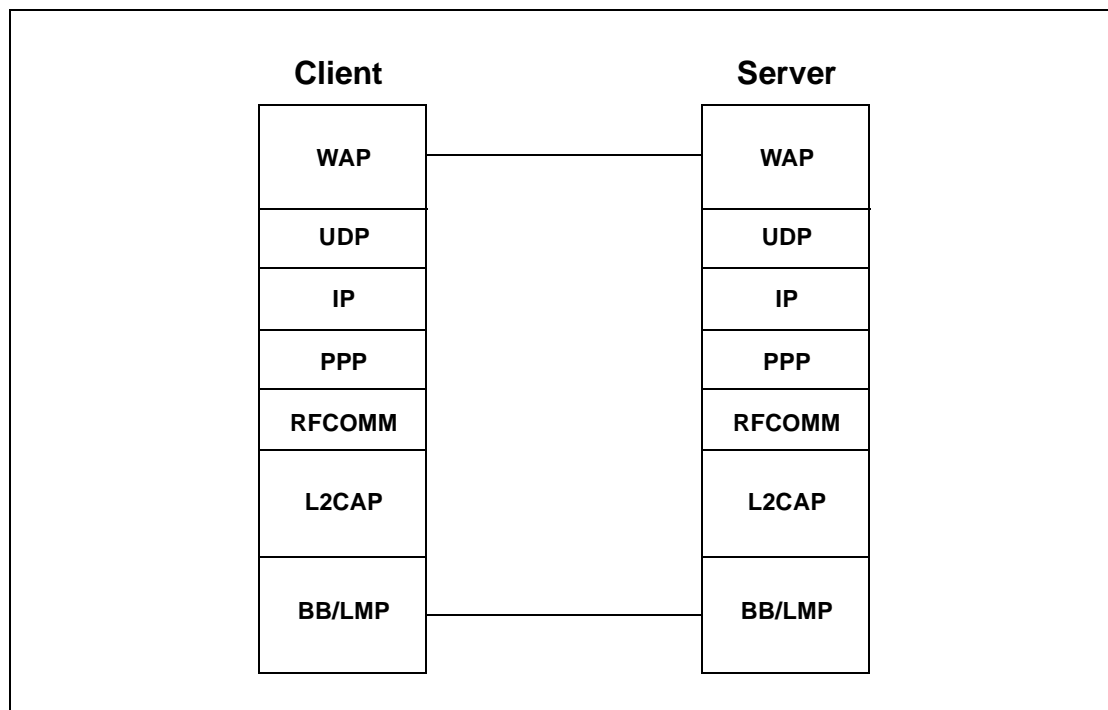 Client Server
WAP WAP
UDP UDP
IP IP
PPP PPP
RFCOMM RFCOMM
L2CAP L2CAP
BB/LMP BB/LMP